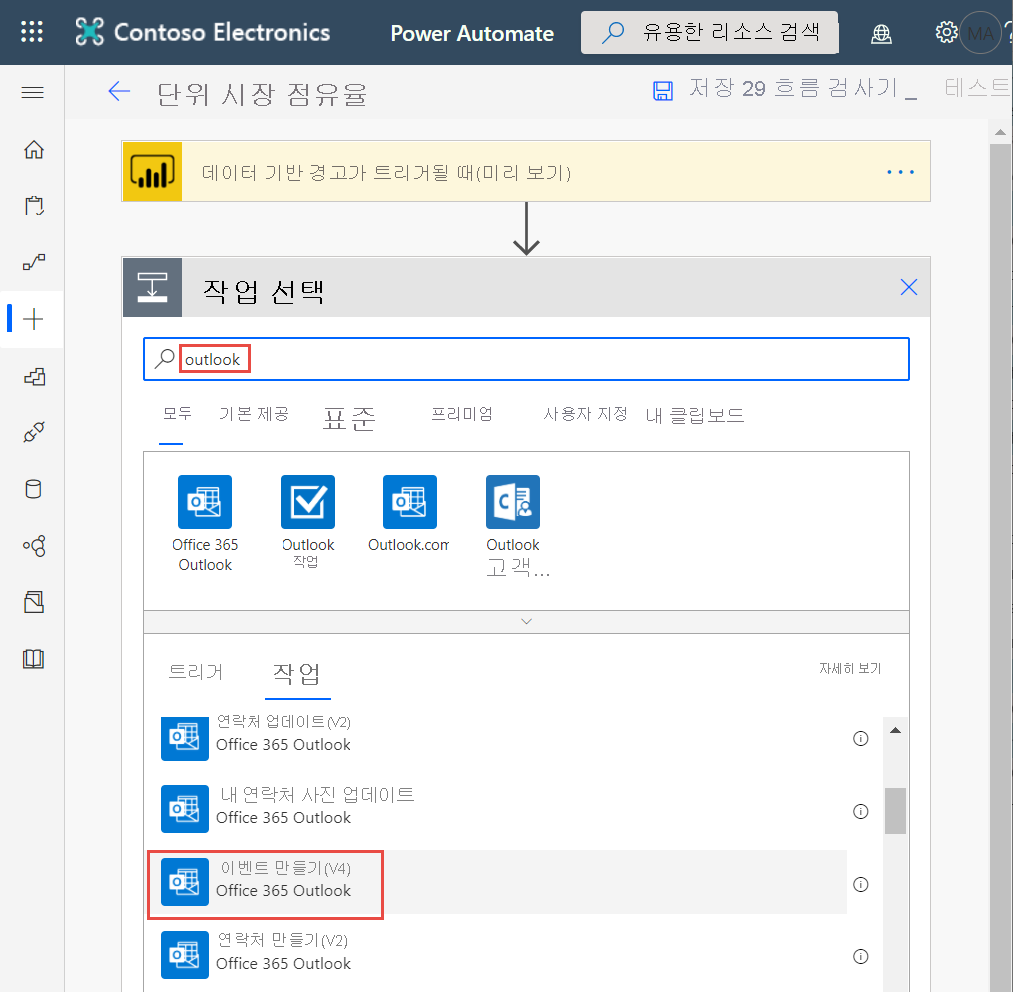 Contoso Electronics
Power Automate
유용한 리소스 검색
MA
단위 시장 점유율
저장 29 흐름 검사기 _
테스트
데이터 기반 경고가 트리거될 때(미리 보기)
작업 선택
outlook
모두 기본 제공 표준 프리미엄 사용자 지정 내 클립보드
Office 365 Outlook
Outlook 작업
Outlook.com
Outlook 고객...
트리거 작업 자세히 보기
연락처 업데이트(V2)
Office 365 Outlook
내 연락처 사진 업데이트
Office 365 Outlook
이벤트 만들기(V4)
Office 365 Outlook
연락처 만들기(V2)
Office 365 Outlook